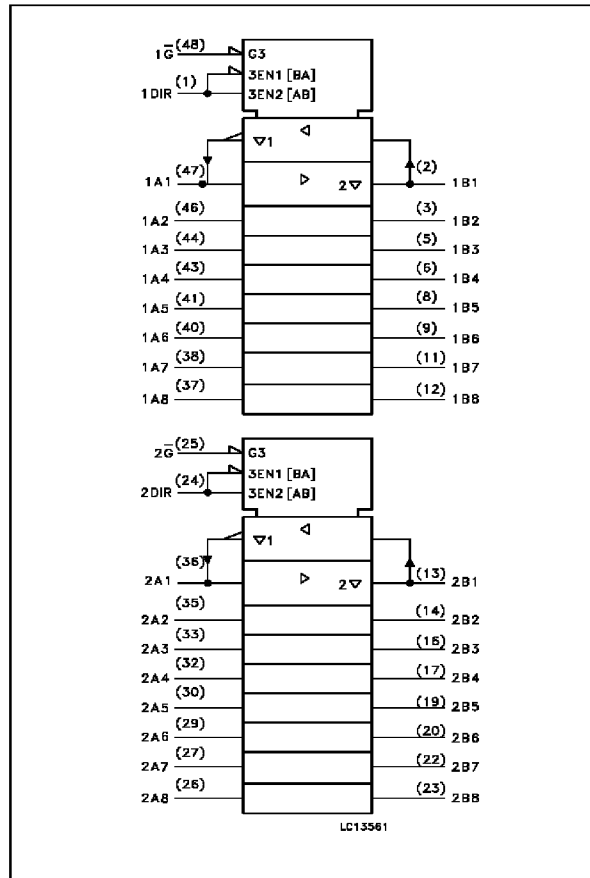 1G̅ (48) G3
3EN1 [BA]
1DIR (1) 3EN2 [AB]
▽1 ◁
1A1 (47) ▷ 2▽ (2) 1B1
1A2 (46) (3) 1B2
1A3 (44) (5) 1B3
1A4 (43) (6) 1B4
1A5 (41) (8) 1B5
1A6 (40) (9) 1B6
1A7 (38) (11) 1B7
1A8 (37) (12) 1B8
2G̅ (25) G3
3EN1 [BA]
2DIR (24) 3EN2 [AB]
▽1 ◁
2A1 (36) ▷ 2▽ (13) 2B1
2A2 (35) (14) 2B2
2A3 (33) (16) 2B3
2A4 (32) (17) 2B4
2A5 (30) (19) 2B5
2A6 (29) (20) 2B6
2A7 (27) (22) 2B7
2A8 (26) (23) 2B8
LC13561